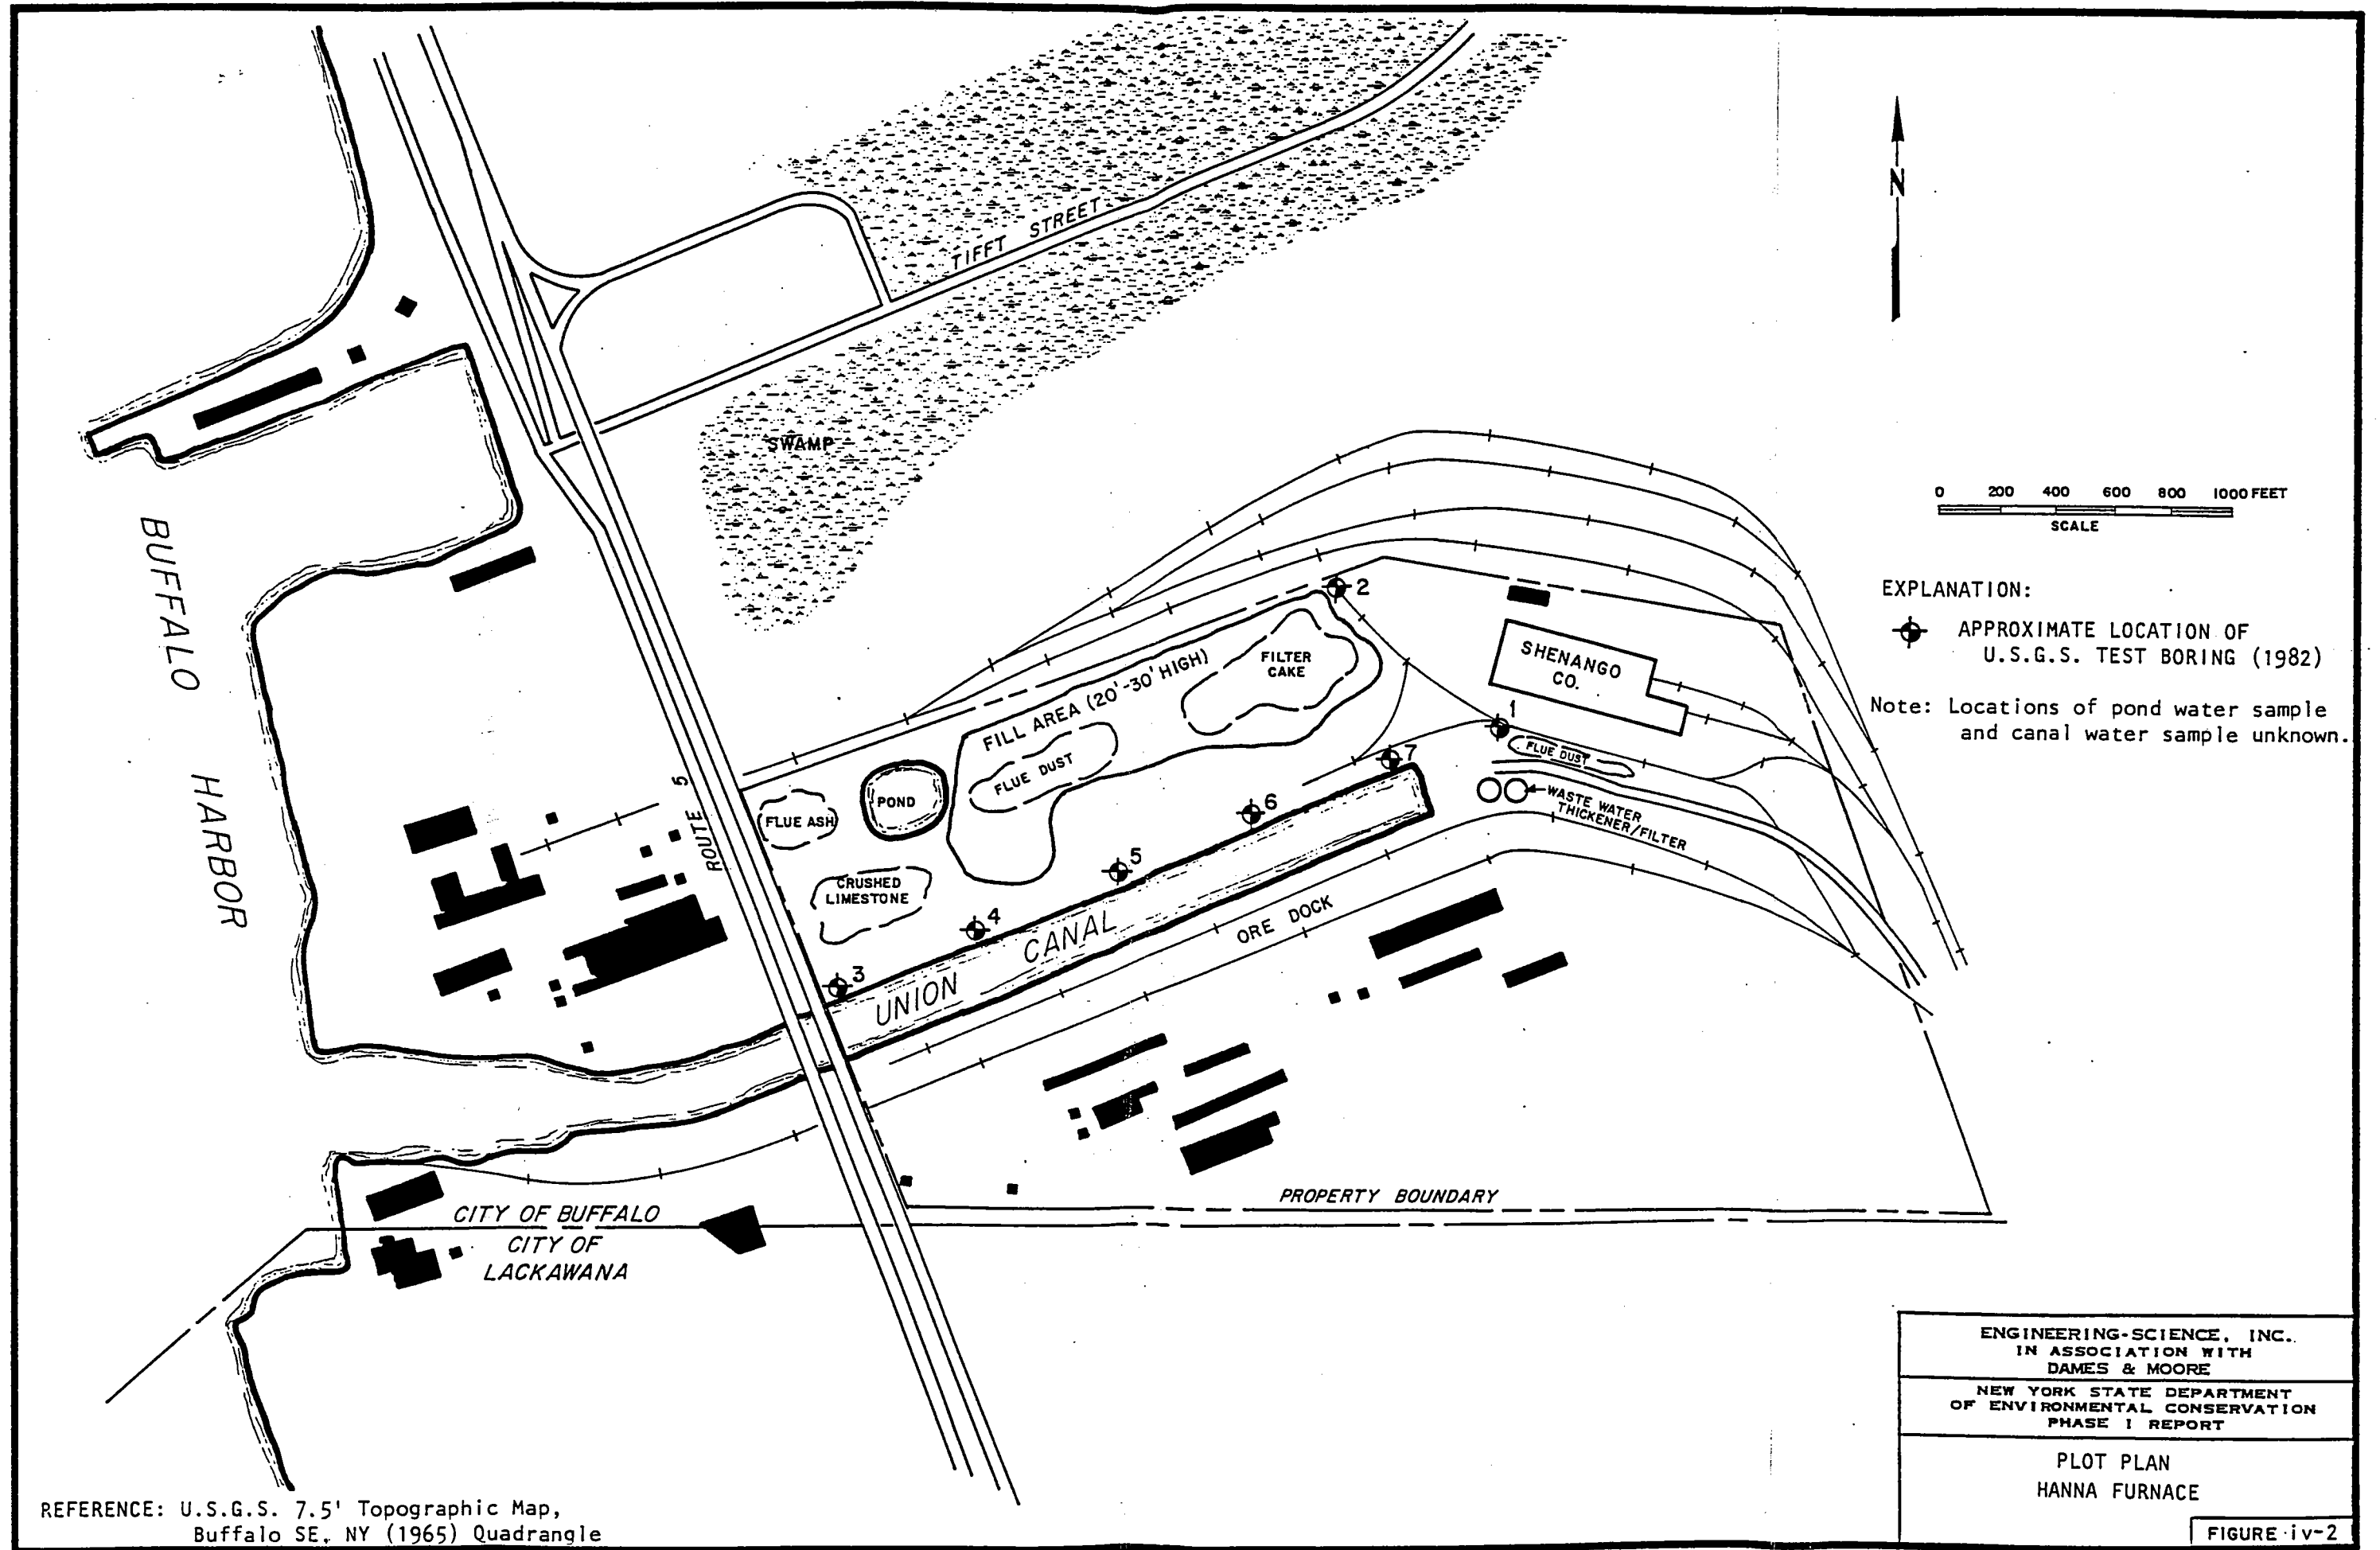 TIFFT STREET
N
SWAMP
0 200 400 600 800 1000 FEET
SCALE
BUFFALO
HARBOR
EXPLANATION:
APPROXIMATE LOCATION OF
U.S.G.S. TEST BORING (1982)
Note: Locations of pond water sample
and canal water sample unknown.
2
FILTER
CAKE
FILL AREA (20'-30' HIGH)
FLUE DUST
SHENANGO
CO.
1
FLUE DUST
7
WASTE WATER
THICKENER/FILTER
POND
FLUE ASH
6
ROUTE 5
5
CRUSHED
LIMESTONE
4
3
UNION CANAL
ORE DOCK
PROPERTY BOUNDARY
CITY OF BUFFALO
CITY OF
LACKAWANA
ENGINEERING-SCIENCE, INC.
IN ASSOCIATION WITH
DAMES & MOORE
NEW YORK STATE DEPARTMENT
OF ENVIRONMENTAL CONSERVATION
PHASE I REPORT
PLOT PLAN
HANNA FURNACE
FIGURE iv-2
REFERENCE: U.S.G.S. 7.5' Topographic Map,
Buffalo SE, NY (1965) Quadrangle